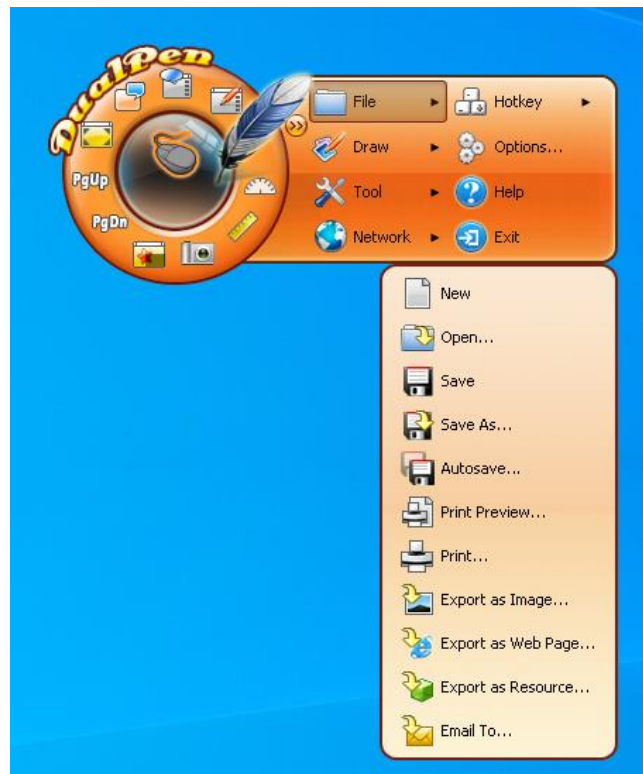 DualPen
PgUp
PgDn
File
Hotkey
Draw
Options...
Tool
Help
Network
Exit
New
Open...
Save
Save As...
Autosave...
Print Preview...
Print...
Export as Image...
Export as Web Page...
Export as Resource...
Email To...